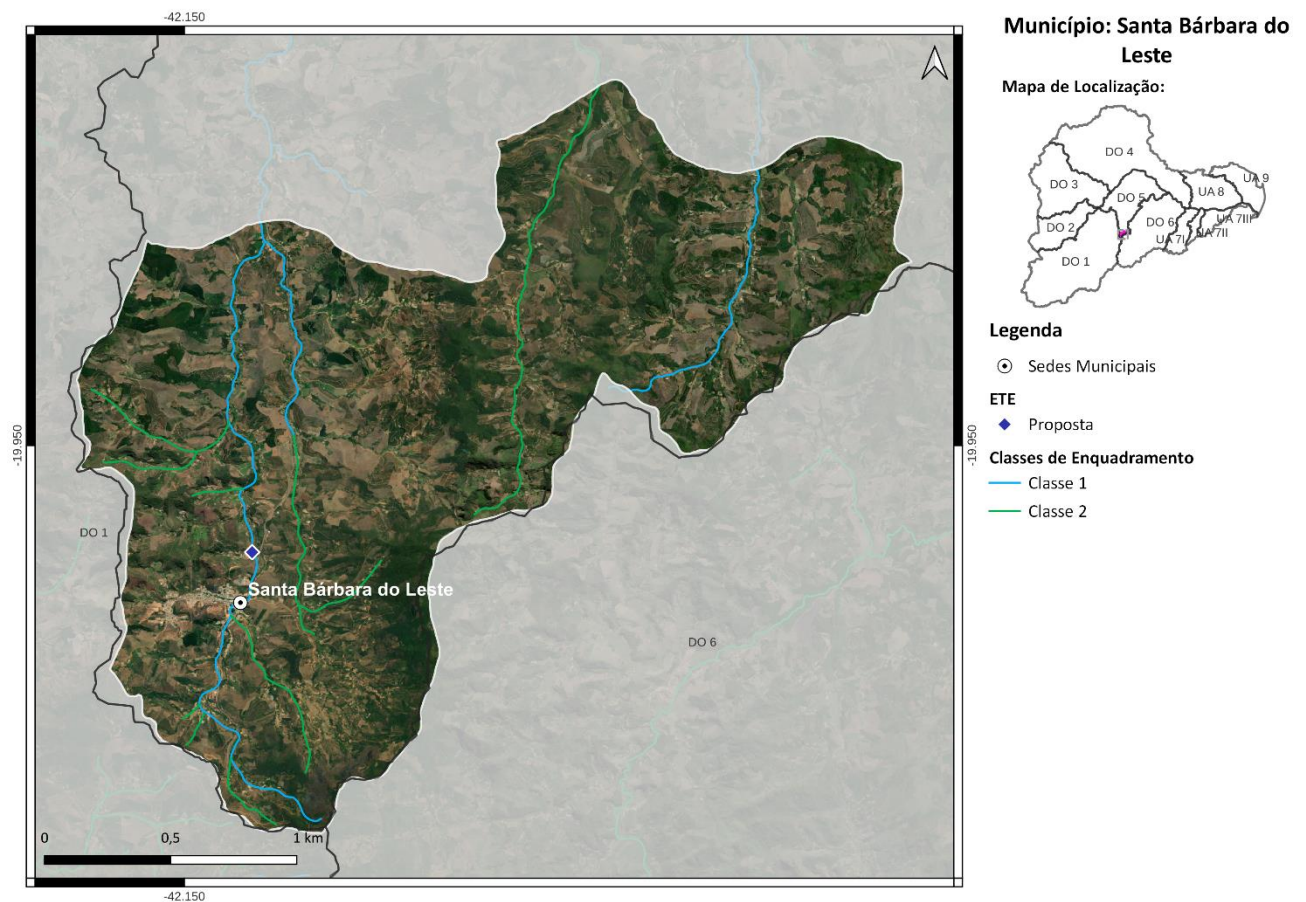 -42.150
Município: Santa Bárbara do
Leste
Mapa de Localização:
DO 4
UA 9
DO 3
UA 8
DO 5
UA 7III
DO 2
DO 6
UA 7II
UA 7I
DO 1
Legenda
Sedes Municipais
ETE
Proposta
Classes de Enquadramento
Classe 1
Classe 2
-19.950
-19.950
DO 1
Santa Bárbara do Leste
DO 6
0
0,5
1 km
-42.150